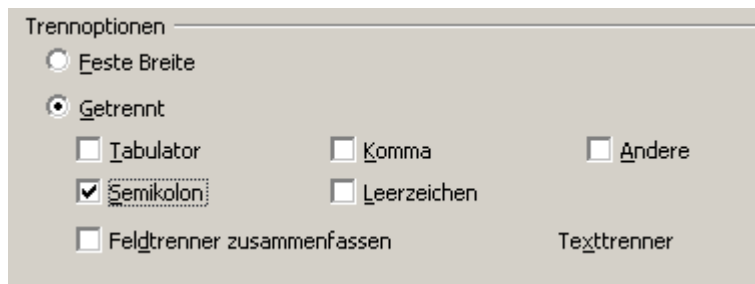 Trennoptionen
Feste Breite
Getrennt
Tabulator Komma Andere
Semikolon Leerzeichen
Feldtrenner zusammenfassen Texttrenner